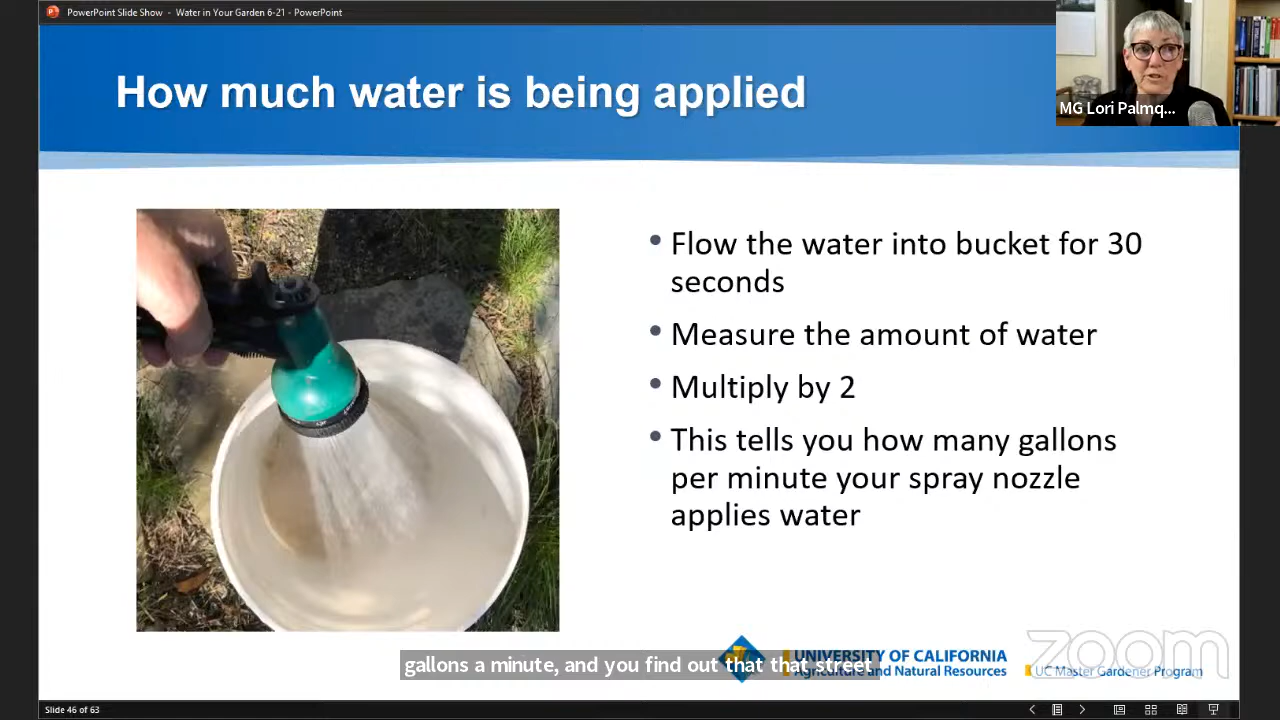 PowerPoint Slide Show - Water in Your Garden 6-21 - PowerPoint
How much water is being applied
MG Lori Palmq...
• Flow the water into bucket for 30
seconds
• Measure the amount of water
• Multiply by 2
• This tells you how many gallons
per minute your spray nozzle
applies water
zoom
UNIVERSITY OF CALIFORNIA
Agriculture and Natural Resources
UC Master Gardener Program
gallons a minute, and you find out that that street
Slide 46 of 63